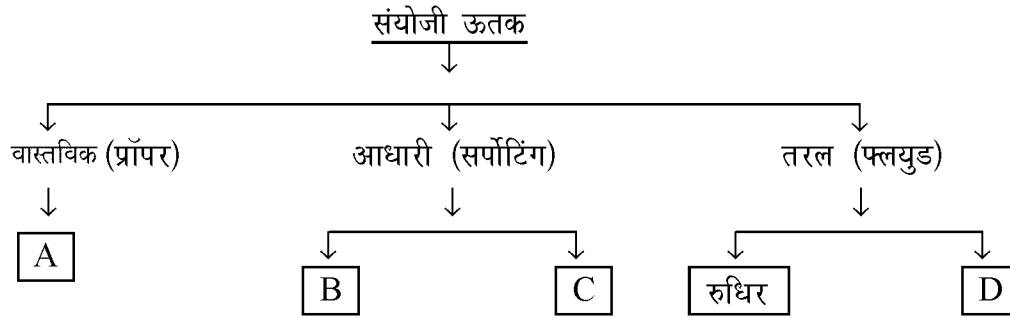 संयोजी ऊतक
वास्तविक (प्रॉपर) आधारी (सर्पोटिंग) तरल (फ्लयुड)
A
B C रुधिर D